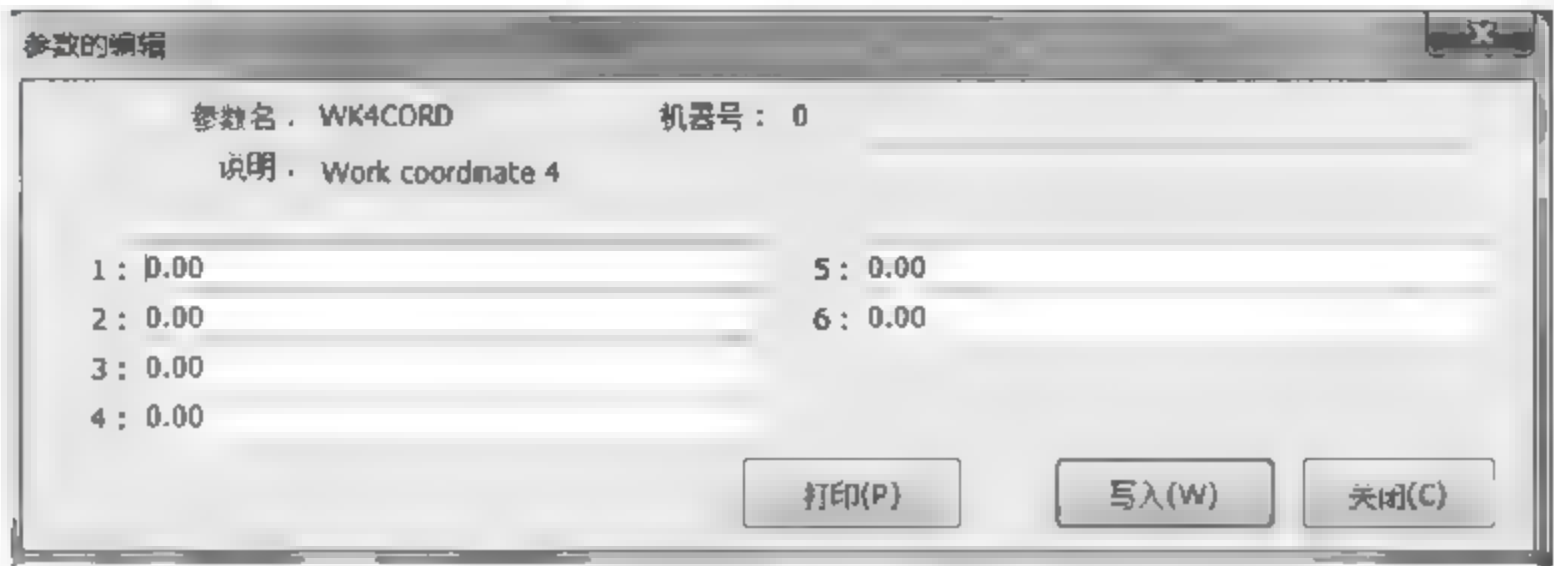 参数的编辑
参数名: WK4CORD 机器号: 0
说明: Work coordinate 4
1: 0.00 5: 0.00
2: 0.00 6: 0.00
3: 0.00
4: 0.00
打印(P) 写入(W) 关闭(C)